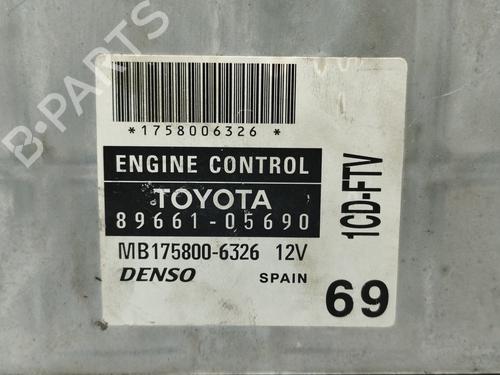 B-PARTS
*1758006326*
ENGINE CONTROL
TOYOTA
89661-05690
MB175800-6326 12V
DENSO SPAIN
1CD-FTV
69